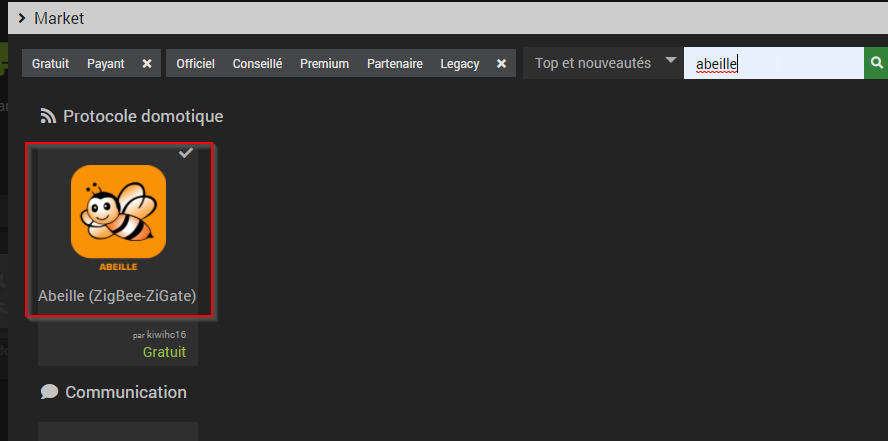 Market
Gratuit Payant × Officiel Conseillé Premium Partenaire Legacy × Top et nouveautés abeille
Protocole domotique
ABEILLE
Abeille (ZigBee-ZiGate)
par kiwihc16
Gratuit
Communication